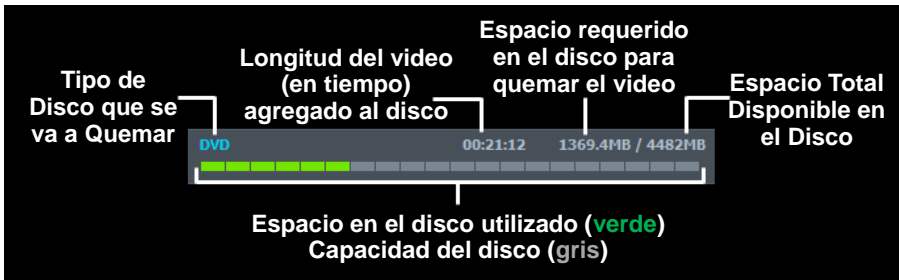 Tipo de
Disco que se
va a Quemar
Longitud del video
(en tiempo)
agregado al disco
Espacio requerido
en el disco para
quemar el video
Espacio Total
Disponible en
el Disco
DVD 00:21:12 1369.4MB / 4482MB
Espacio en el disco utilizado (verde)
Capacidad del disco (gris)